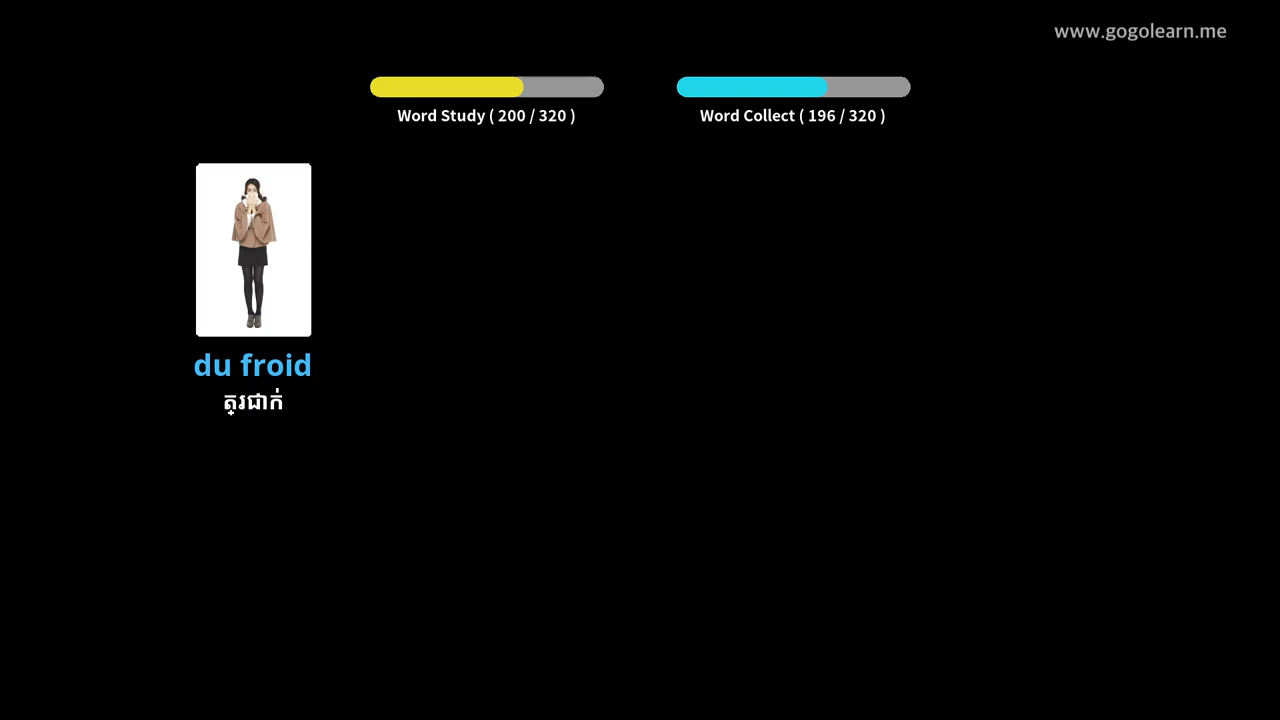 www.gogolearn.me
Word Study ( 200 / 320 )
Word Collect ( 196 / 320 )
du froid
ត្រជាក់